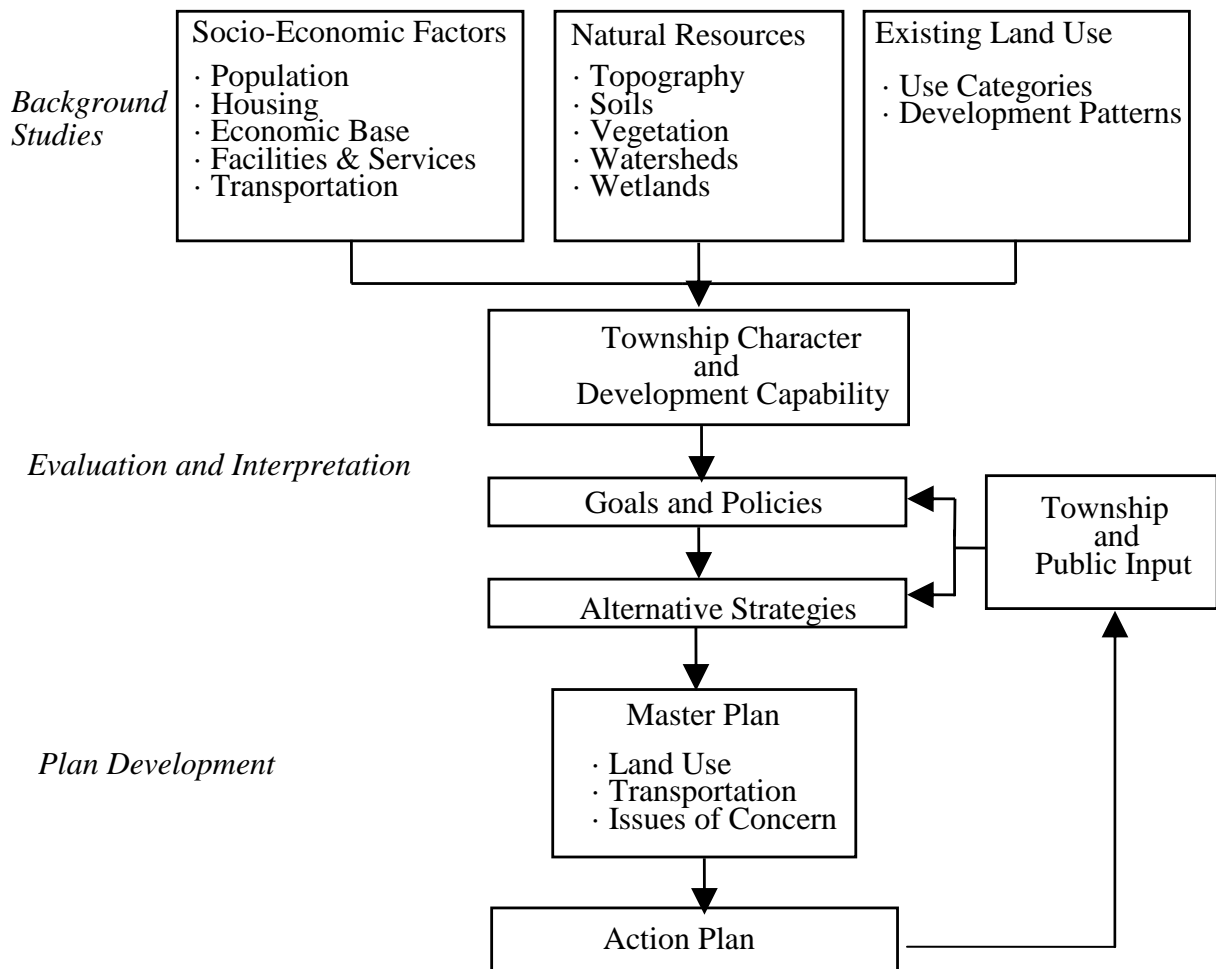 Background
Studies
Socio-Economic Factors
· Population
· Housing
· Economic Base
· Facilities & Services
· Transportation
Natural Resources
· Topography
· Soils
· Vegetation
· Watersheds
· Wetlands
Existing Land Use
· Use Categories
· Development Patterns
Township Character
and
Development Capability
Evaluation and Interpretation
Goals and Policies
Township
and
Public Input
Alternative Strategies
Plan Development
Master Plan
· Land Use
· Transportation
· Issues of Concern
Action Plan